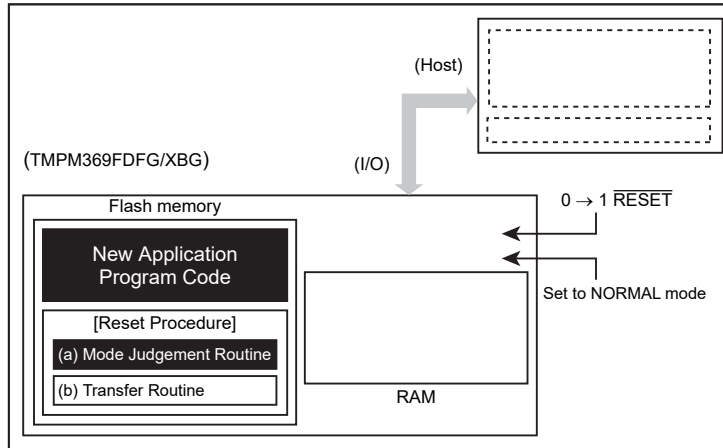 (Host)
(TMPM369FDFG/XBG)
(I/O)
Flash memory
0 → 1 RESET
New Application
Program Code
Set to NORMAL mode
[Reset Procedure]
(a) Mode Judgement Routine
(b) Transfer Routine
RAM